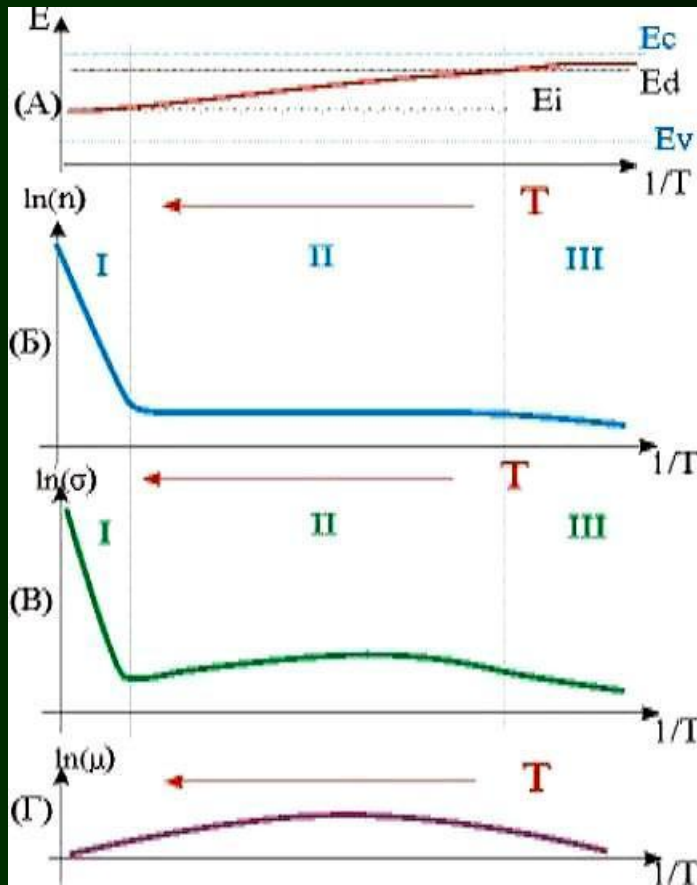 E
Ec
Ed
(А)
Ei
Ev
1/T
ln(n)
T
I
II
III
(Б)
1/T
ln(σ)
T
I
II
III
(В)
1/T
ln(μ)
T
(Г)
1/T